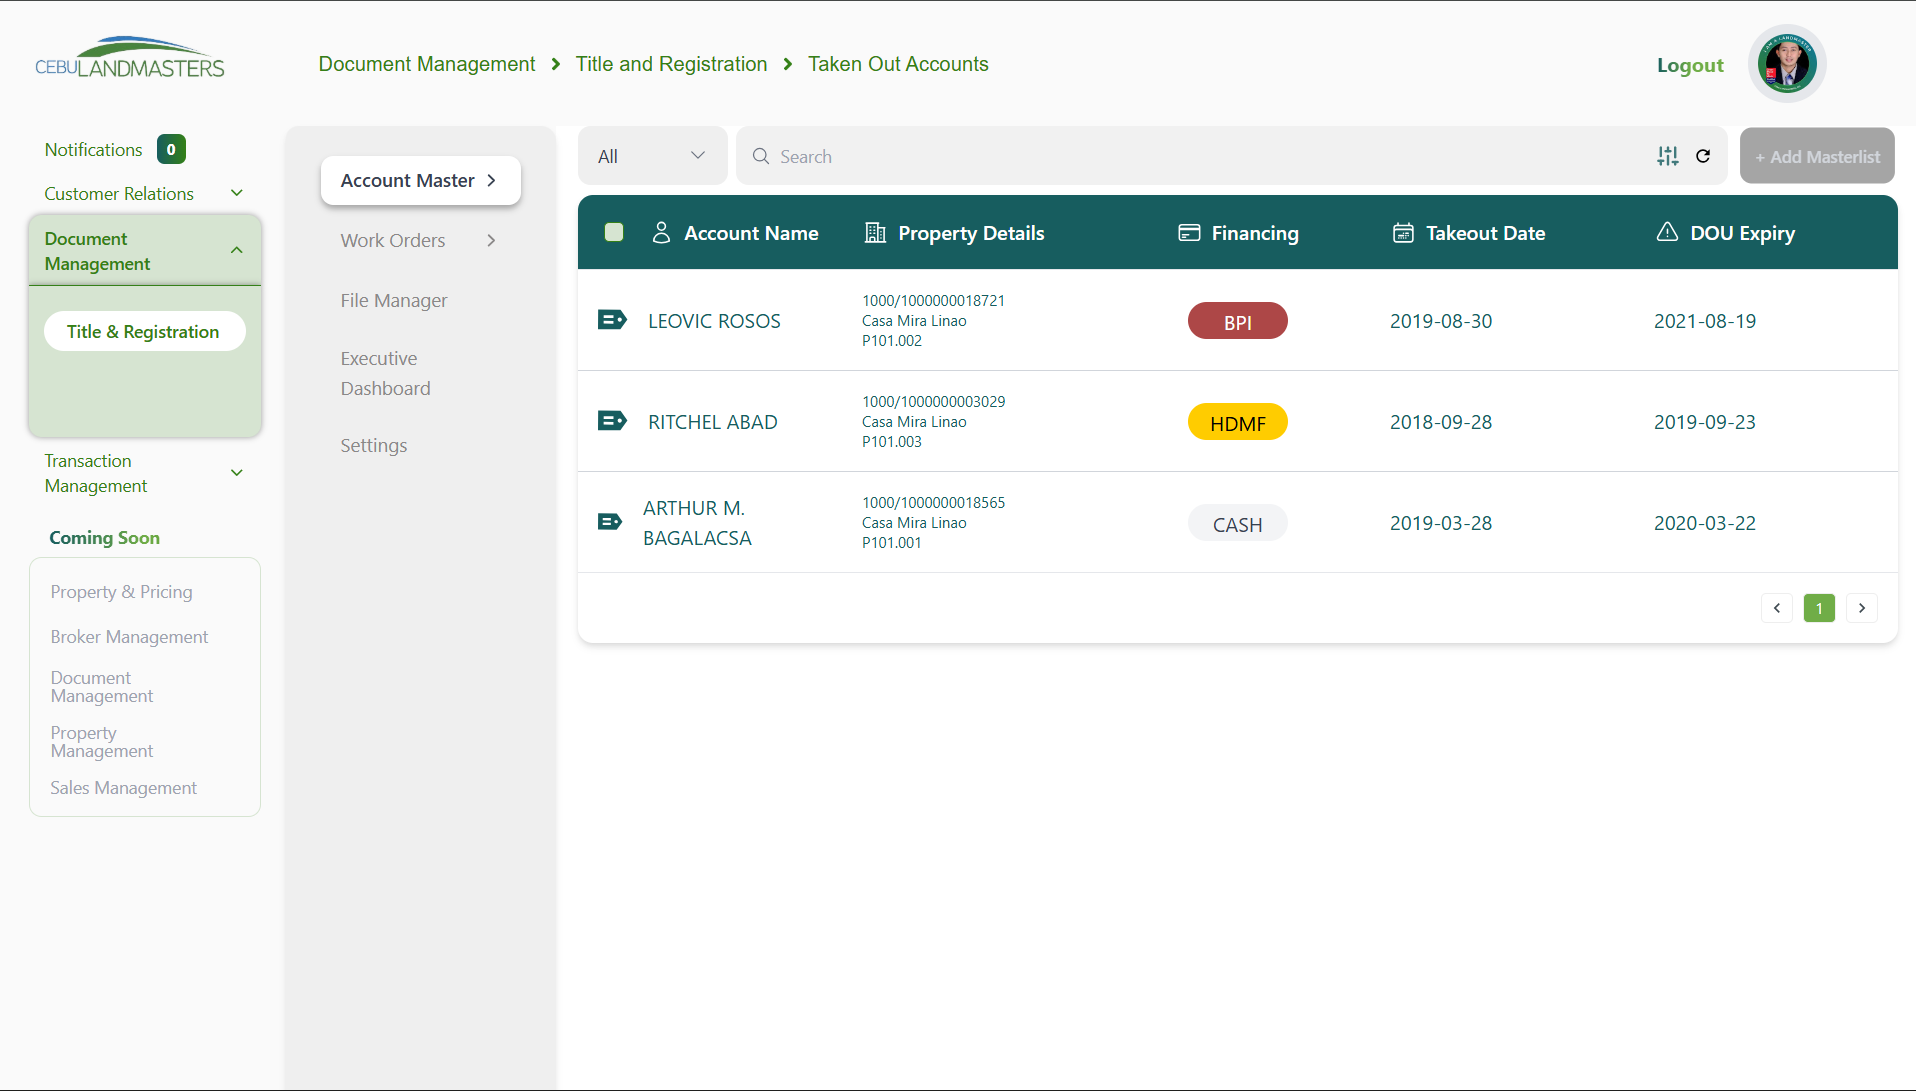 CEBULANDMASTERS
Document Management > Title and Registration > Taken Out Accounts
Logout
Notifications 0
Customer Relations
Document
Management
Title & Registration
Transaction
Management
Coming Soon
Property & Pricing
Broker Management
Document
Management
Property
Management
Sales Management
Account Master
Work Orders
File Manager
Executive
Dashboard
Settings
All
Search
+ Add Masterlist
Account Name Property Details Financing Takeout Date DOU Expiry
LEOVIC ROSOS
1000/1000000018721
Casa Mira Linao
P101.002
BPI
2019-08-30
2021-08-19
RITCHEL ABAD
1000/1000000003029
Casa Mira Linao
P101.003
HDMF
2018-09-28
2019-09-23
ARTHUR M.
BAGALACSA
1000/1000000018565
Casa Mira Linao
P101.001
CASH
2019-03-28
2020-03-22
1